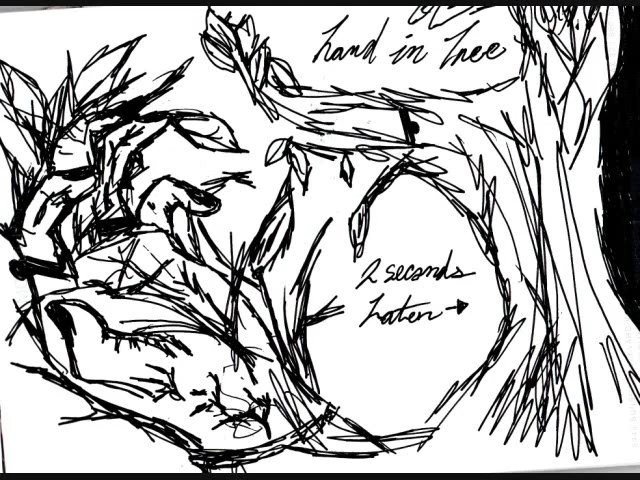 hand in tree
2 seconds
Later